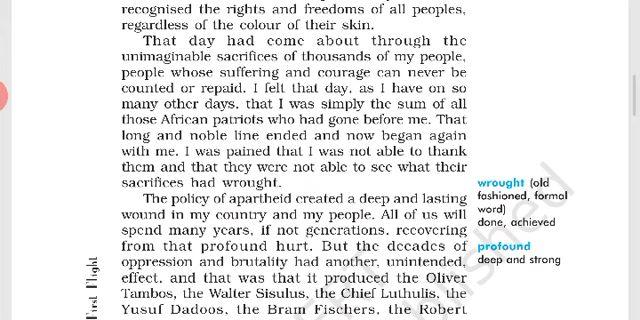 recognised the rights and freedoms of all peoples,
regardless of the colour of their skin.
That day had come about through the
unimaginable sacrifices of thousands of my people,
people whose suffering and courage can never be
counted or repaid. I felt that day, as I have on so
many other days, that I was simply the sum of all
those African patriots who had gone before me. That
long and noble line ended and now began again
with me. I was pained that I was not able to thank
them and that they were not able to see what their
sacrifices had wrought.
The policy of apartheid created a deep and lasting
wound in my country and my people. All of us will
spend many years, if not generations, recovering
from that profound hurt. But the decades of
oppression and brutality had another, unintended,
effect, and that was that it produced the Oliver
Tambos, the Walter Sisulus, the Chief Luthulis, the
Yusuf Dadoos, the Bram Fischers, the Robert
wrought (old
fashioned, formal
word)
done, achieved
profound
deep and strong
First Flight